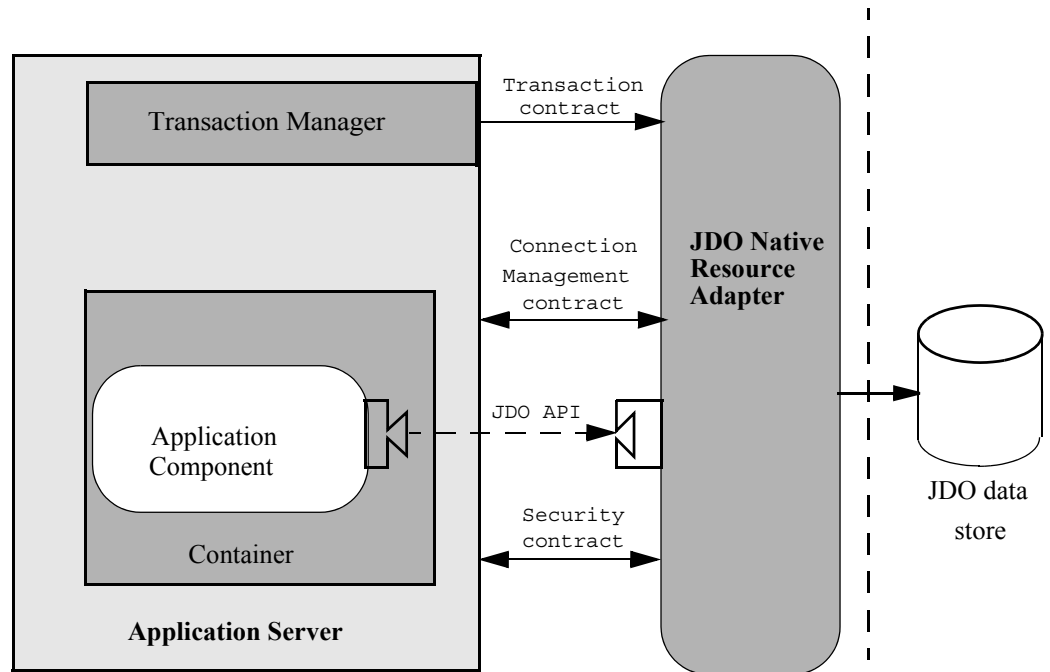 Transaction
contract
Transaction Manager
JDO Native
Resource
Adapter
Connection
Management
contract
JDO API
Application
Component
JDO data
store
Security
contract
Container
Application Server